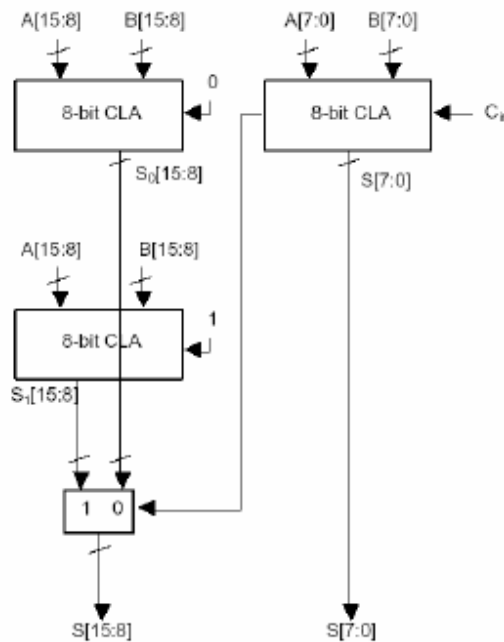 A[15:8] B[15:8] A[7:0] B[7:0]
0
8-bit CLA 8-bit CLA
S₀[15:8] S[7:0]
A[15:8] B[15:8]
1
8-bit CLA
S₁[15:8]
1 0
S[15:8] S[7:0]